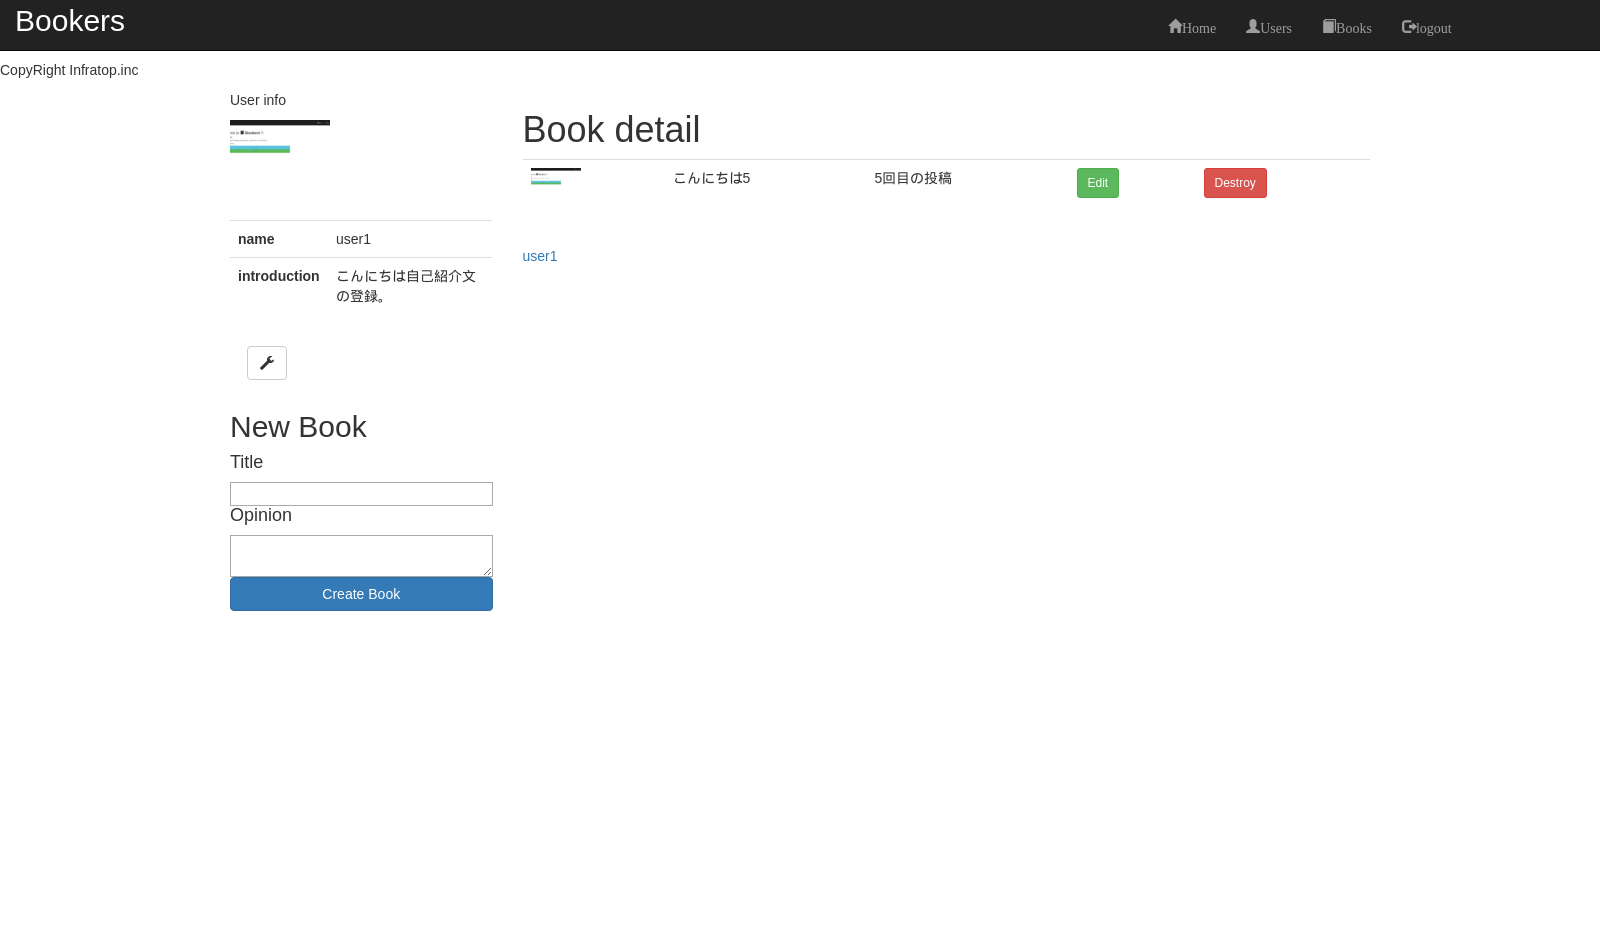 Bookers
Home Users Books logout
CopyRight Infratop.inc
User info
name user1
introduction こんにちは自己紹介文
の登録。
New Book
Title
Opinion
Create Book
Book detail
こんにちは5 5回目の投稿 Edit Destroy
user1